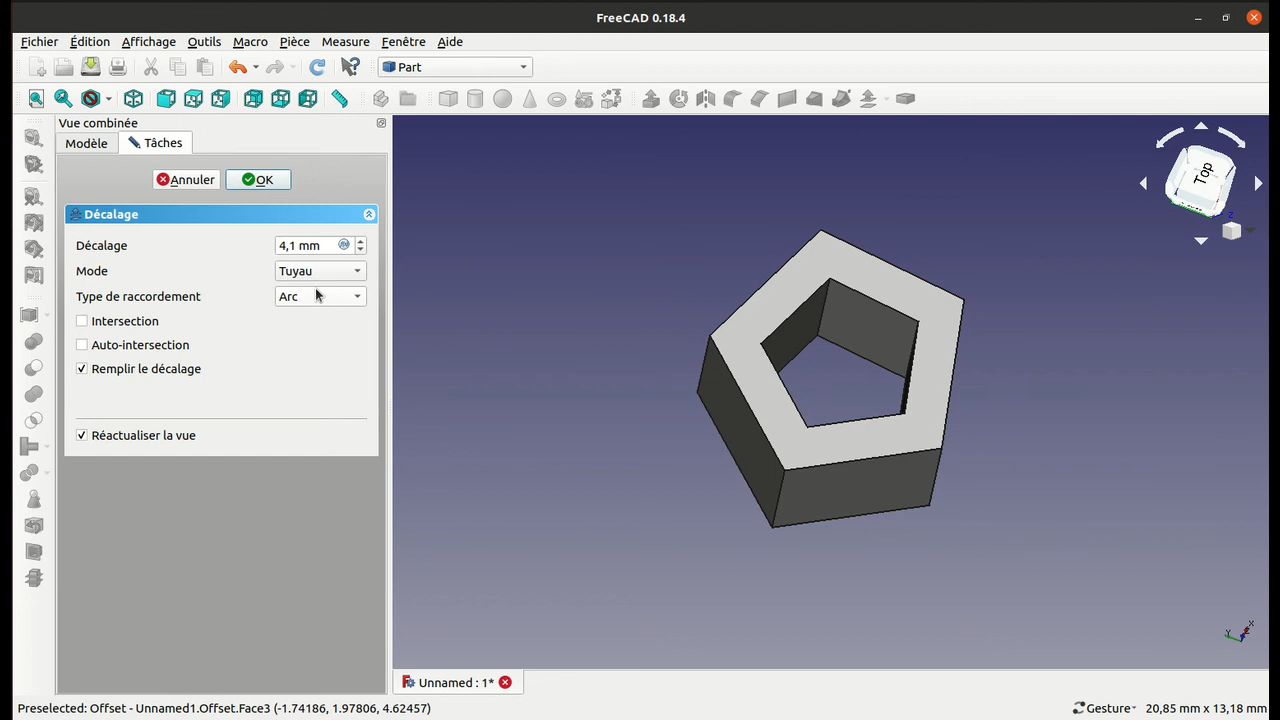 FreeCAD 0.18.4
Fichier Édition Affichage Outils Macro Pièce Measure Fenêtre Aide
Part
Vue combinée
Modèle Tâches
Annuler OK
Décalage
Décalage 4,1 mm
Mode Tuyau
Type de raccordement Arc
Intersection
Auto-intersection
Remplir le décalage
Réactualiser la vue
Top
Z
X
Y
Unnamed : 1*
Preselected: Offset - Unnamed1.Offset.Face3 (-1.74186, 1.97806, 4.62457) Gesture 20,85 mm x 13,18 mm